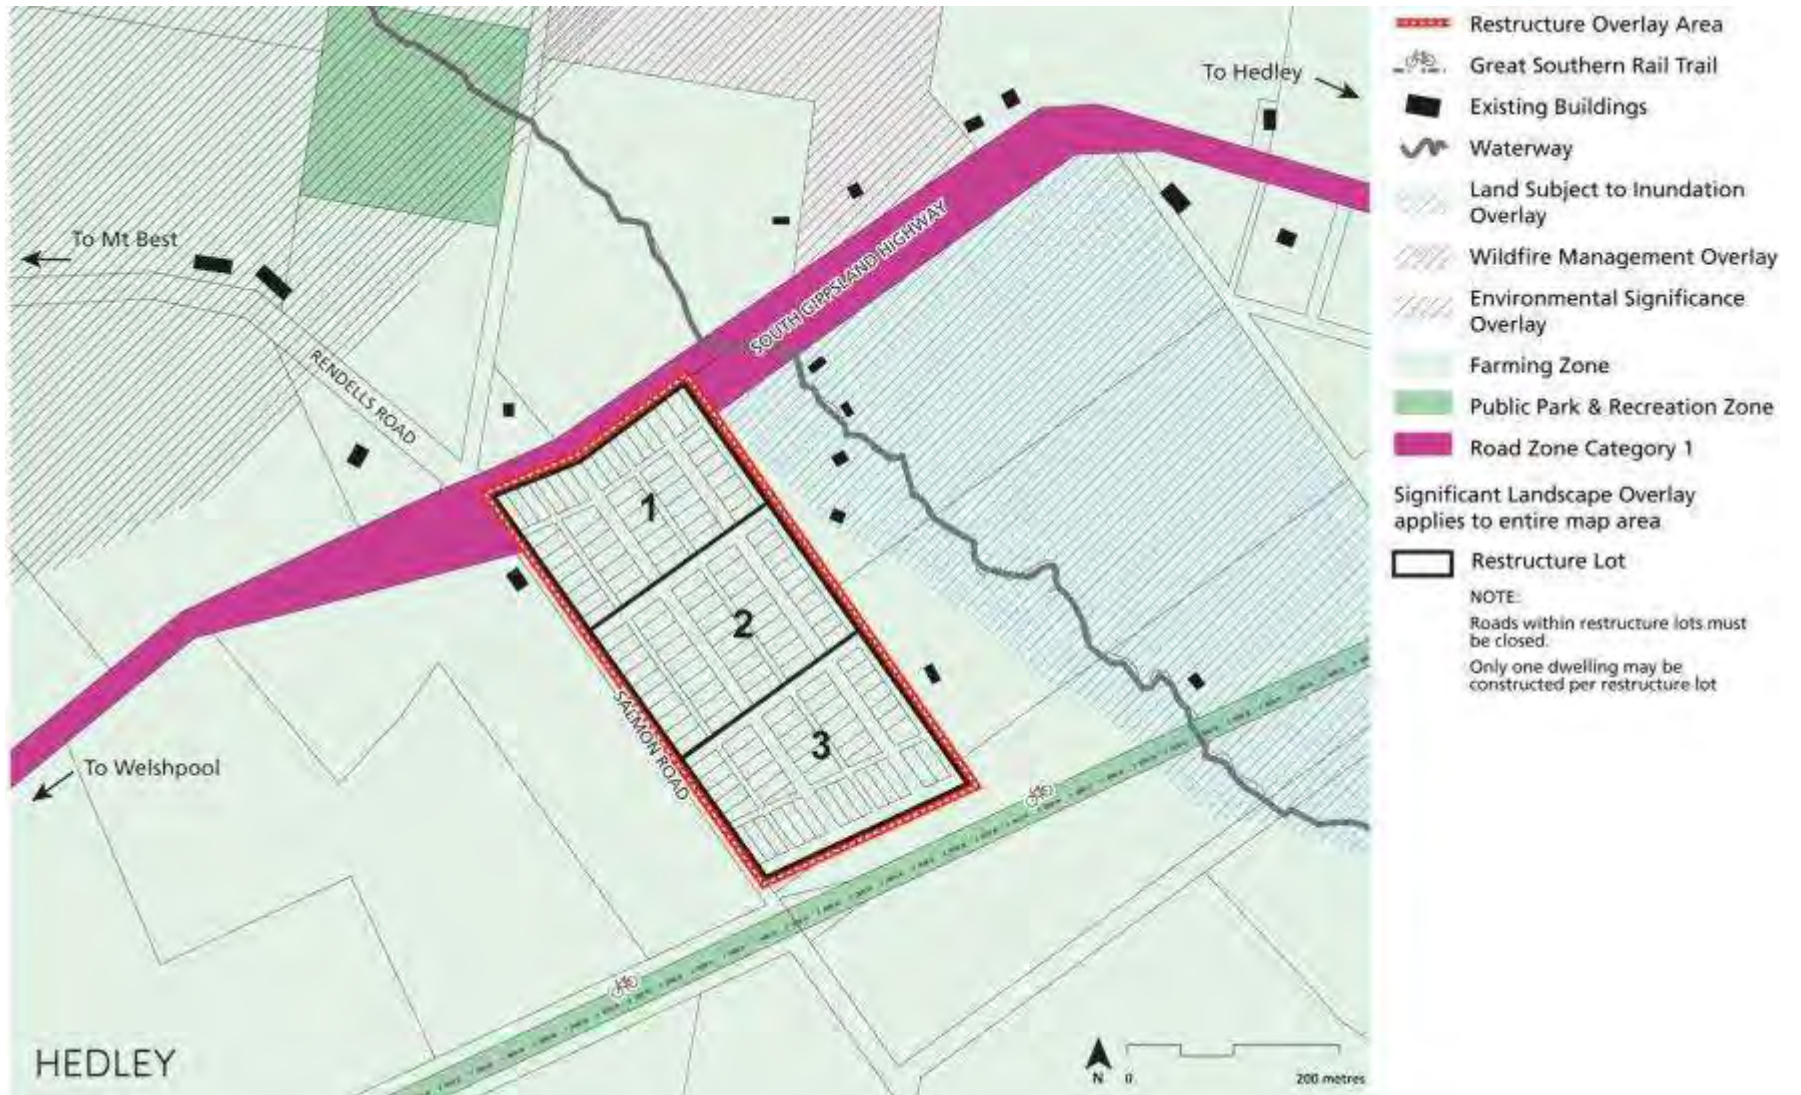 To Hedley
To Mt Best
SOUTH GIPPSLAND HIGHWAY
RENDELLS ROAD
1
2
3
SALMON ROAD
To Welshpool
HEDLEY
N
0
200 metres
Restructure Overlay Area
Great Southern Rail Trail
Existing Buildings
Waterway
Land Subject to Inundation
Overlay
Wildfire Management Overlay
Environmental Significance
Overlay
Farming Zone
Public Park & Recreation Zone
Road Zone Category 1
Significant Landscape Overlay
applies to entire map area
Restructure Lot
NOTE:
Roads within restructure lots must
be closed.
Only one dwelling may be
constructed per restructure lot